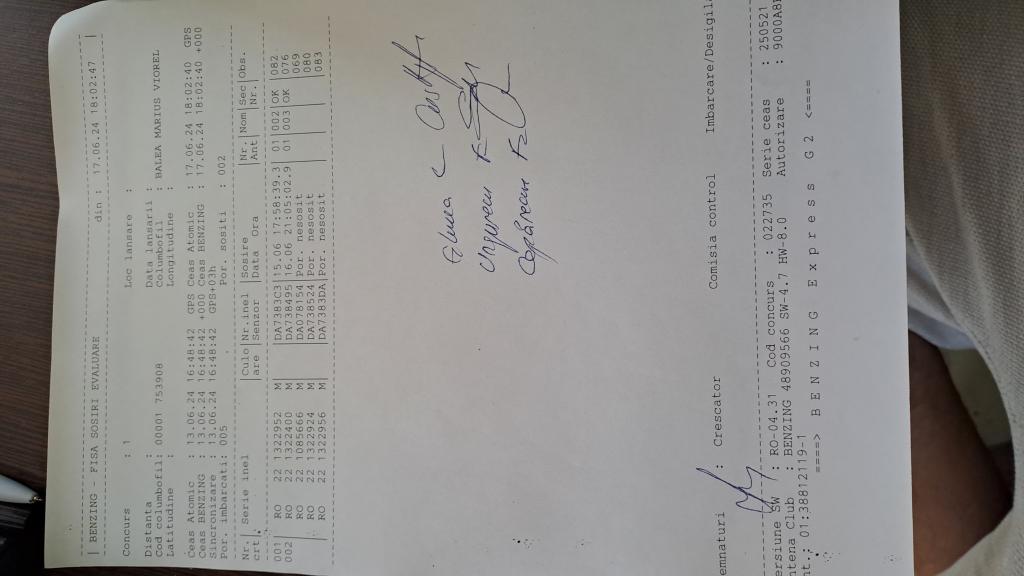 | BENZING - FISA SOSIRI EVALUARE din : 17.06.24 18:02:47 |
Concurs : 1 Loc lansare :
Distanta : Data lansarii :
Cod columbofil: 00001 753908 Columbofil : BALEA MARIUS VIOREL
Latitudine : Longitudine :
Ceas Atomic : 13.06.24 16:48:42 GPS Ceas Atomic : 17.06.24 18:02:40 GPS
Ceas BENZING : 13.06.24 16:48:42 +000 Ceas BENZING : 17.06.24 18:02:40 +000
Sincronizare : 13.06.24 16:48:42 GPS+03h
Por. imbarcati: 005 Por. sositi : 002
Nr.| Serie inel |Culo|Nr.inel |Sosire |Nr. |Nom|Sec|Obs.
crt.| |are |Senzor |Data Ora |Ant| |Nr.|
001| RO 22 1322952 M |DA7383C3|15.06 17:58:39.3| 01|002|OK |082
002| RO 22 1322400 M |DA738495|16.06 21:05:02.9| 01|003|OK |076
| RO 22 1085666 M |DA078154|Por. nesosit | | | |069
| RO 22 1322924 M |DA738524|Por. nesosit | | | |080
| RO 22 1322956 M |DA7383DA|Por. nesosit | | | |083
emnaturi : Crescator Comisia control Imbarcare/Desigila
ersiune SW : RO-04.31 Cod concurs : 022735 Serie ceas : 250521
ntena Club : BENZING 48909566 SW-4.7 HW-8.0 Autorizare : 9000A8
nt.: 01:38812119-1
====> B E N Z I N G E x p r e s s G 2 <====